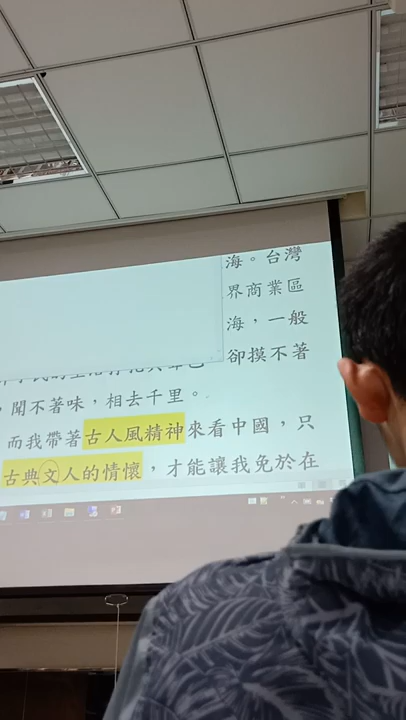 海。台灣
界商業區
海，一般
卻摸不著
，聞不著味，相去千里。
而我帶著古人風精神來看中國，只
古典文人的情懷，才能讓我免於在